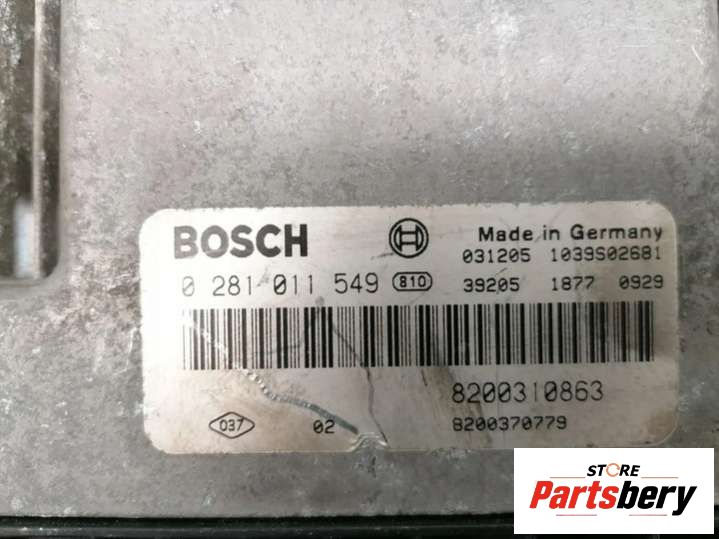 BOSCH Made in Germany
031205 1039S02681
0 281 011 549 810 39205 1877 0929
8200310863
037 02 8200370779
STORE
Partsbery